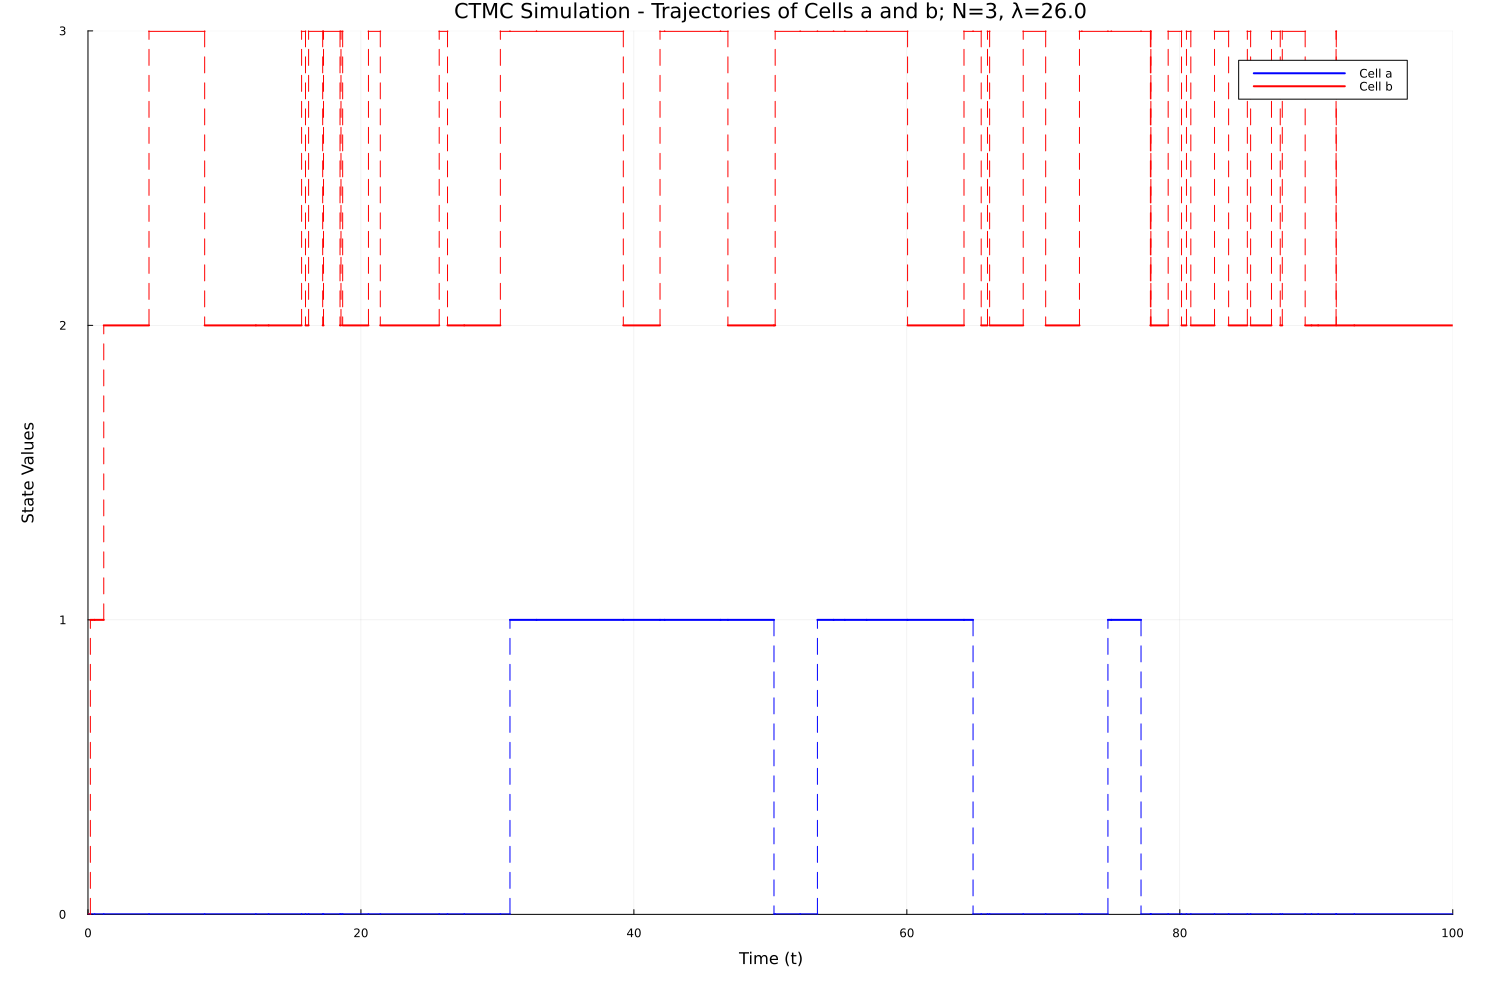 CTMC Simulation - Trajectories of Cells a and b; N=3, λ=26.0
3
Cell a
Cell b
2
State Values
1
0
0 20 40 60 80 100
Time (t)